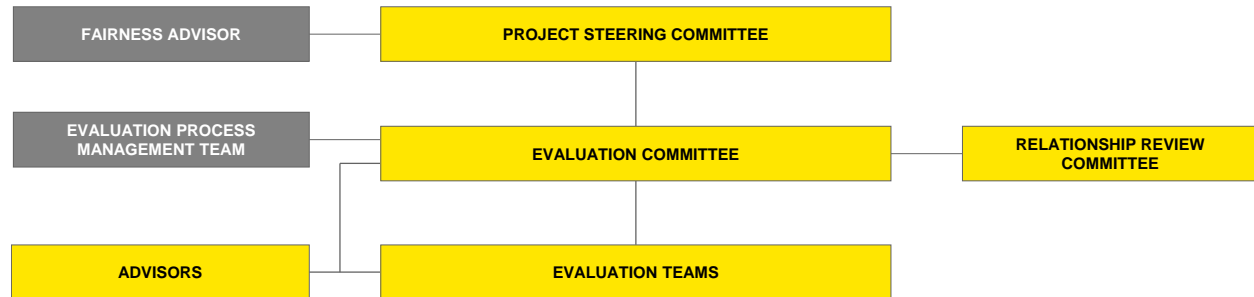 FAIRNESS ADVISOR
PROJECT STEERING COMMITTEE
EVALUATION PROCESS
MANAGEMENT TEAM
EVALUATION COMMITTEE
RELATIONSHIP REVIEW
COMMITTEE
ADVISORS
EVALUATION TEAMS